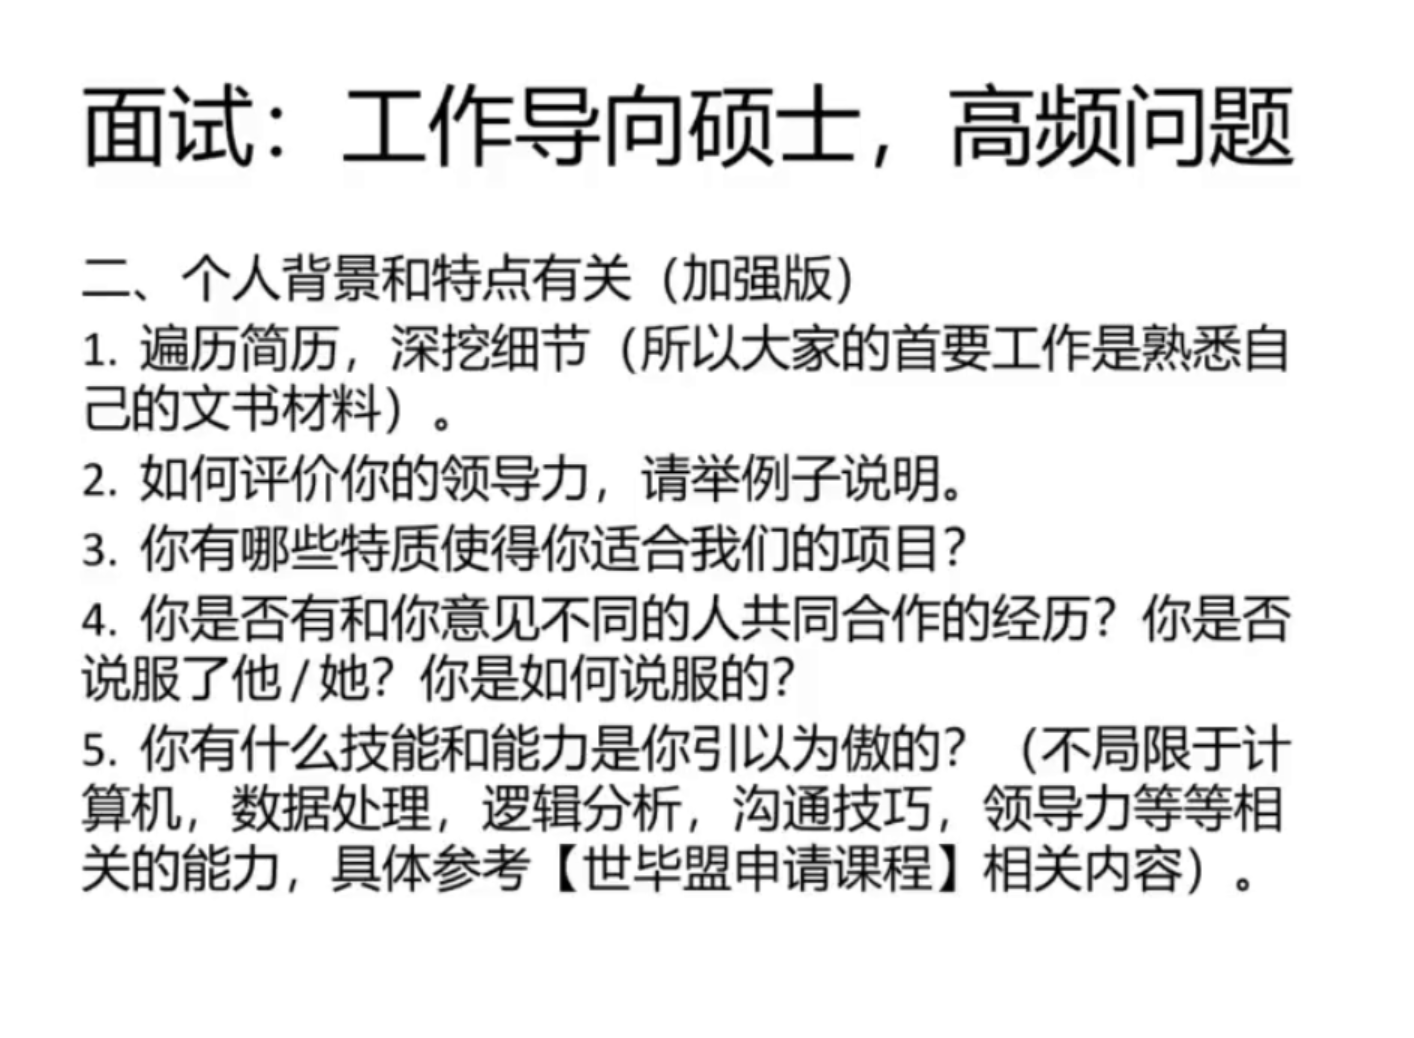 面试：工作导向硕士，高频问题
二、个人背景和特点有关（加强版）
1. 遍历简历，深挖细节（所以大家的首要工作是熟悉自
己的文书材料）。
2. 如何评价你的领导力，请举例子说明。
3. 你有哪些特质使得你适合我们的项目？
4. 你是否有和你意见不同的人共同合作的经历？你是否
说服了他/她？你是如何说服的？
5. 你有什么技能和能力是你引以为傲的？（不局限于计
算机，数据处理，逻辑分析，沟通技巧，领导力等等相
关的能力，具体参考【世毕盟申请课程】相关内容）。